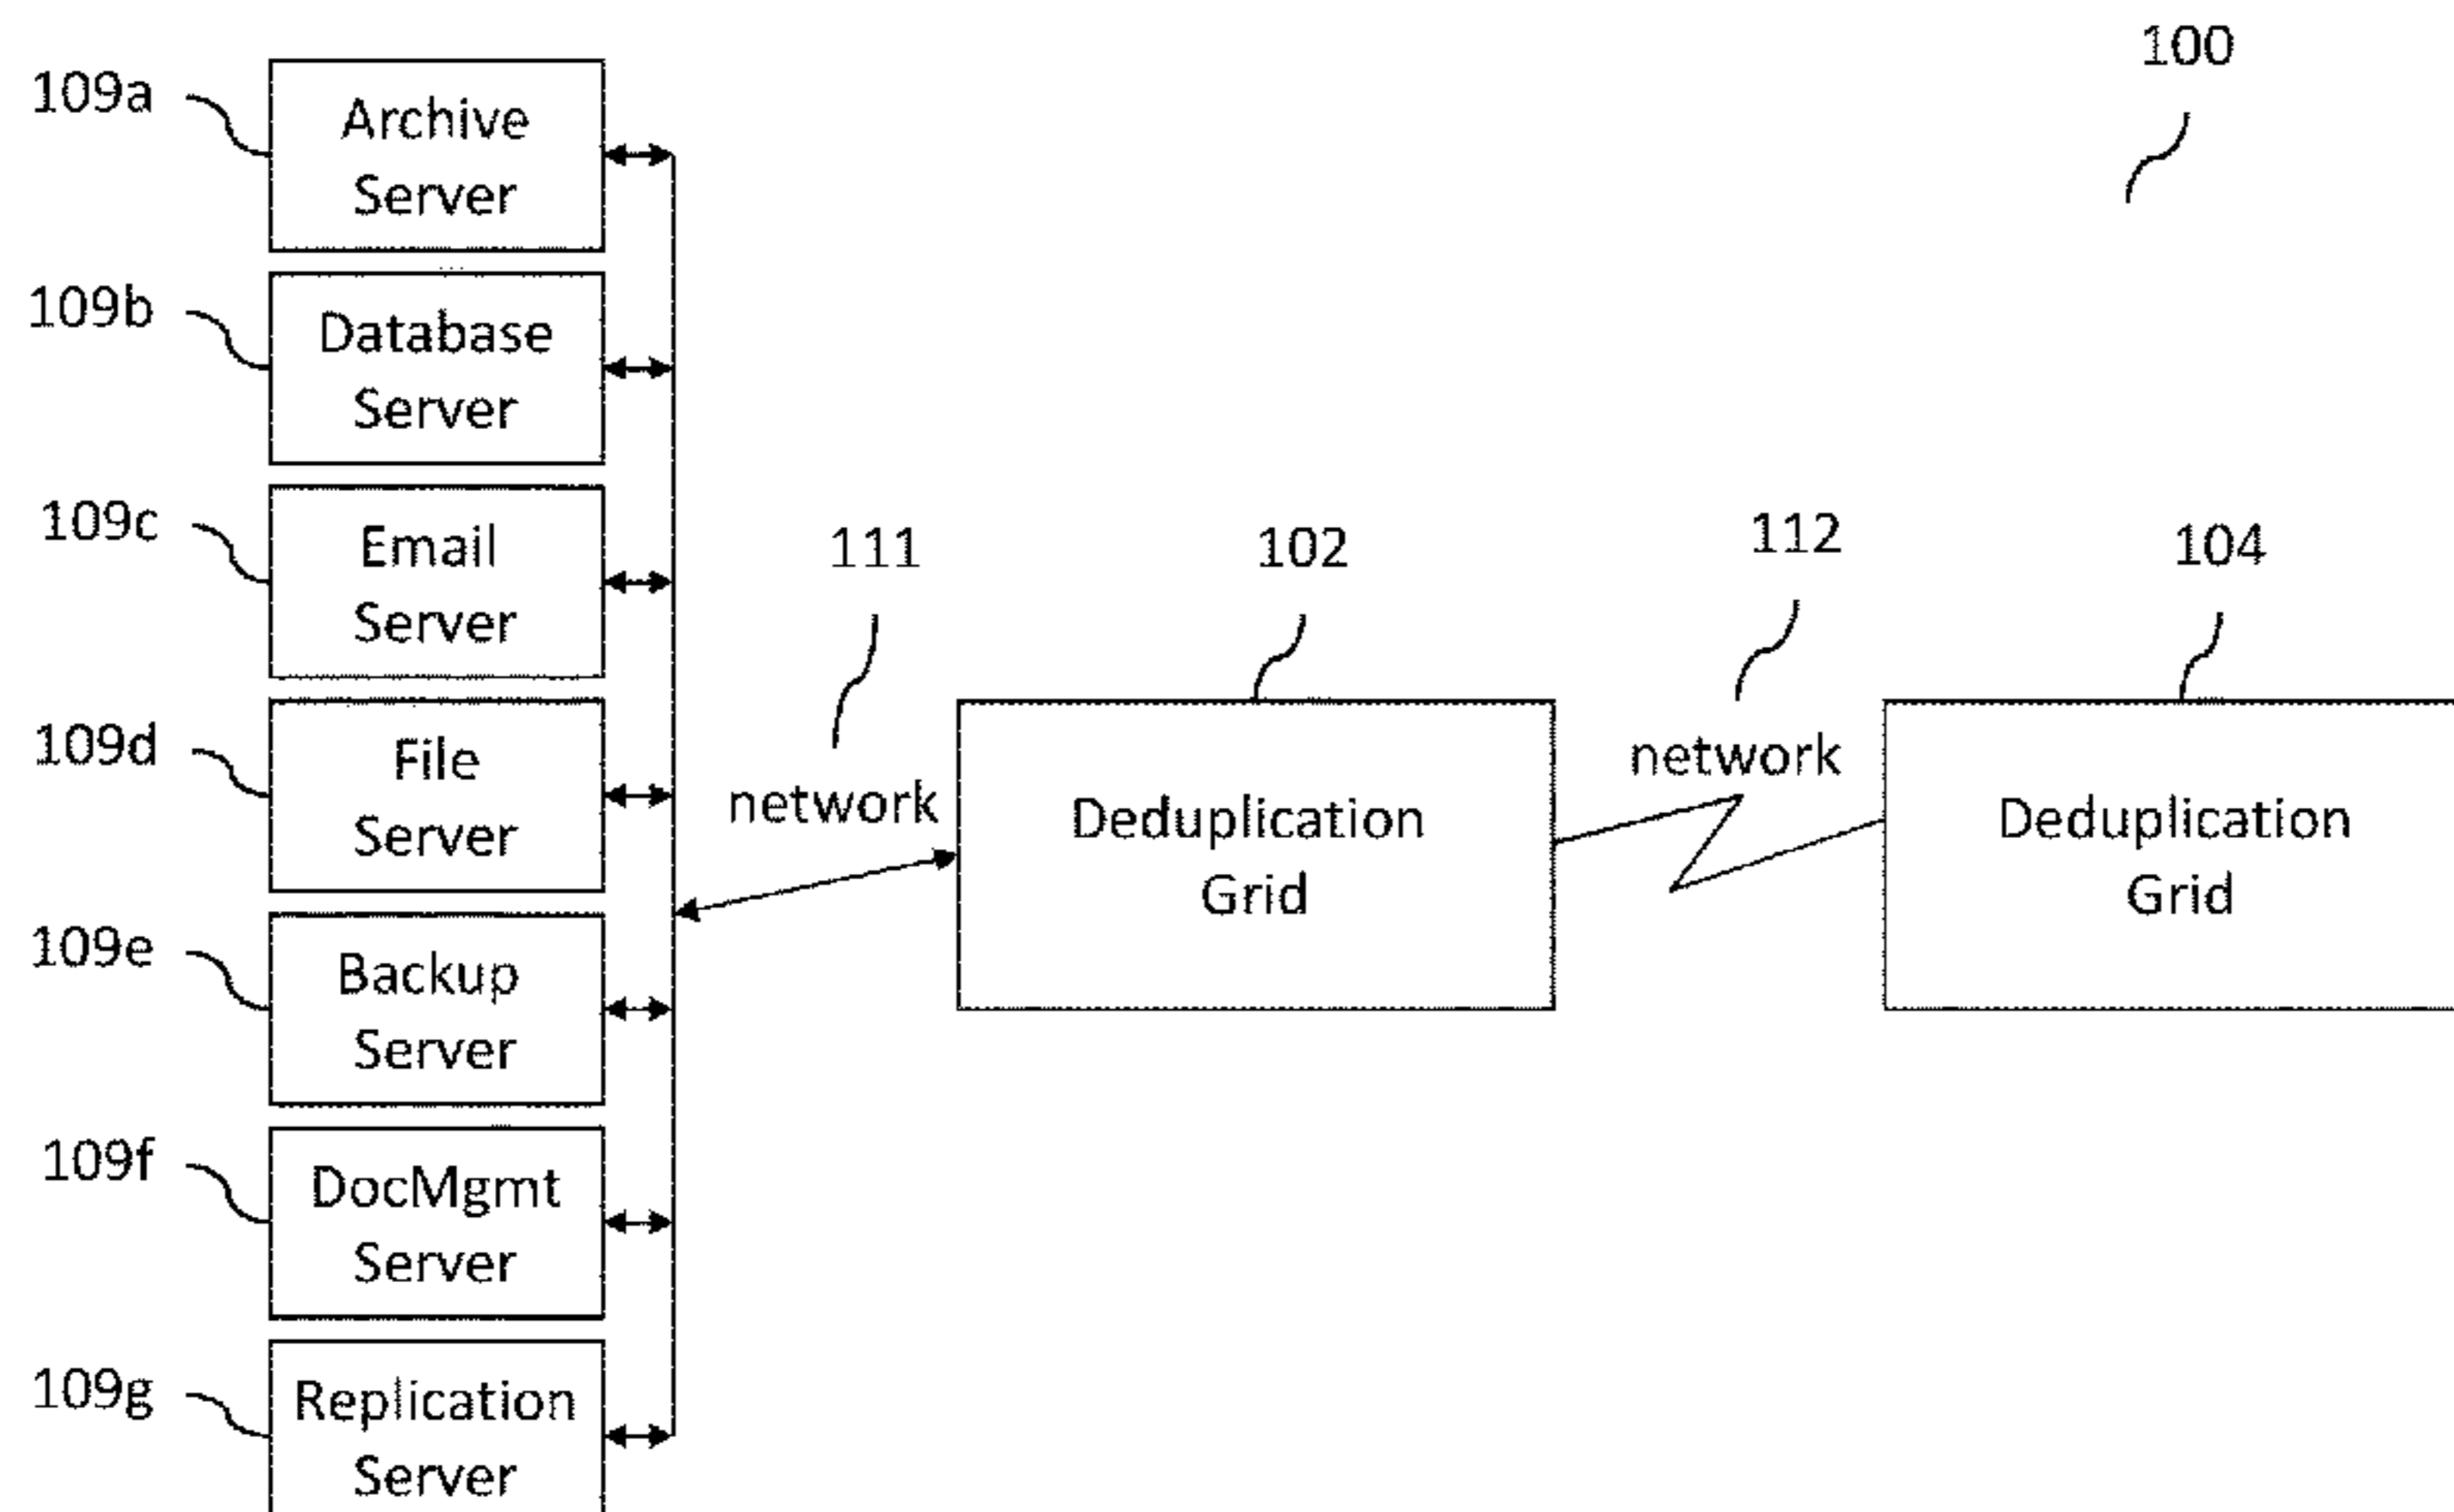 100
109a
Archive
Server
109b
Database
Server
109c
Email
Server
111
102
112
104
109d
File
Server
network
network
Deduplication
Grid
Deduplication
Grid
109e
Backup
Server
109f
DocMgmt
Server
109g
Replication
Server